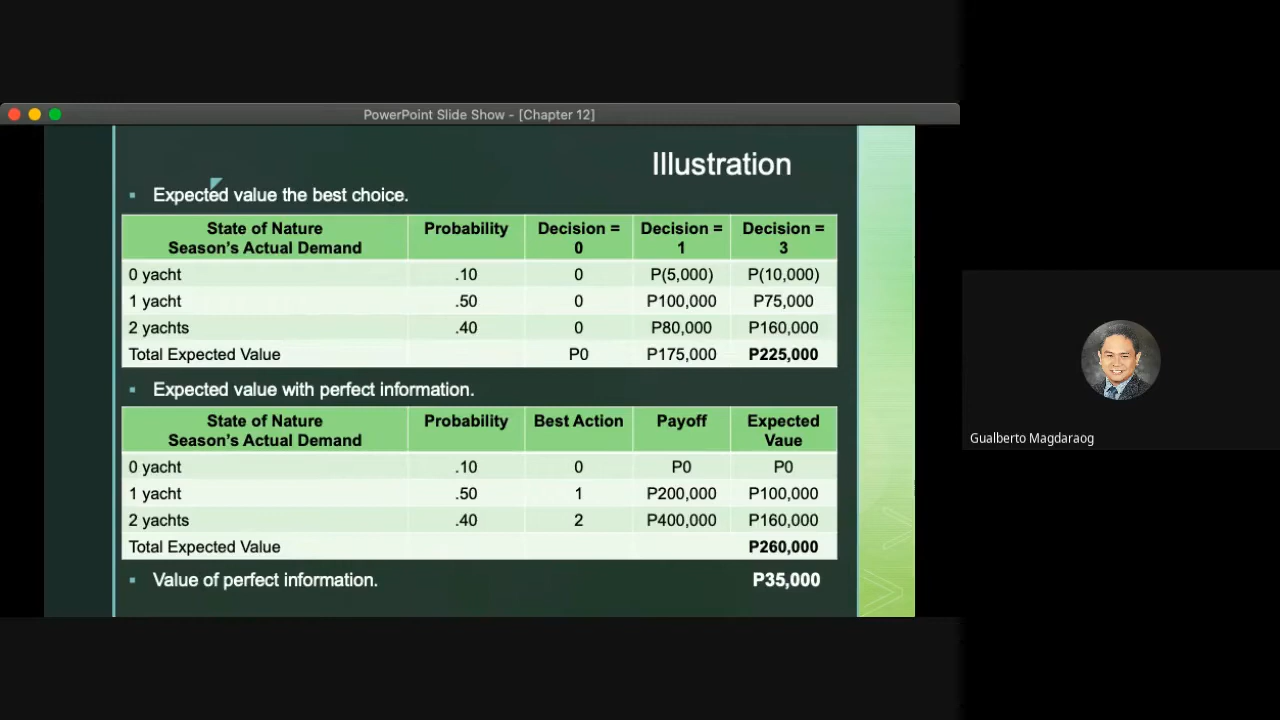 PowerPoint Slide Show - [Chapter 12]
Illustration
▪ Expected value the best choice.
State of Nature Season's Actual Demand Probability Decision = 0 Decision = 1 Decision = 3
0 yacht .10 0 P(5,000) P(10,000)
1 yacht .50 0 P100,000 P75,000
2 yachts .40 0 P80,000 P160,000
Total Expected Value P0 P175,000 P225,000
▪ Expected value with perfect information.
State of Nature Season's Actual Demand Probability Best Action Payoff Expected Vaue
0 yacht .10 0 P0 P0
1 yacht .50 1 P200,000 P100,000
2 yachts .40 2 P400,000 P160,000
Total Expected Value P260,000
▪ Value of perfect information. P35,000
Gualberto Magdaraog